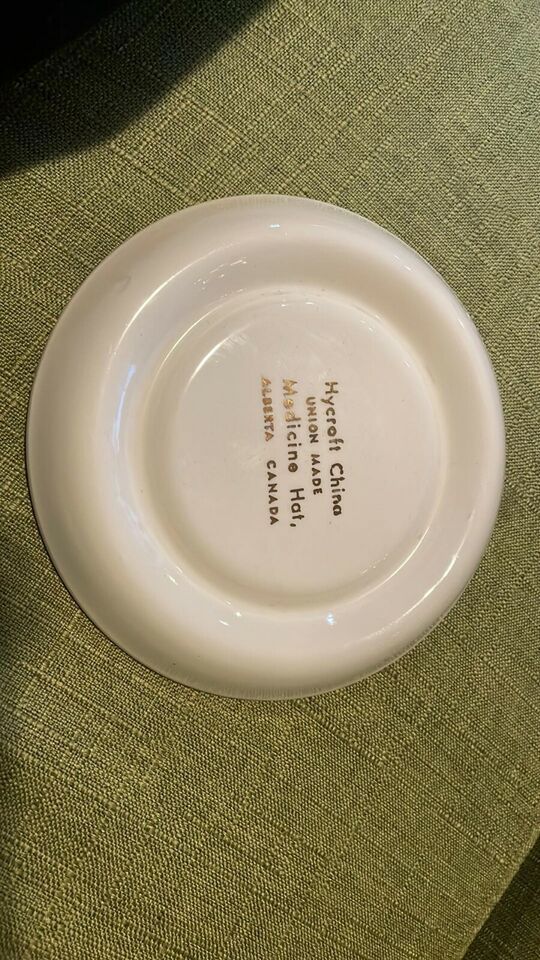 Hycroft China
UNION MADE
Medicine Hat,
ALBERTA CANADA